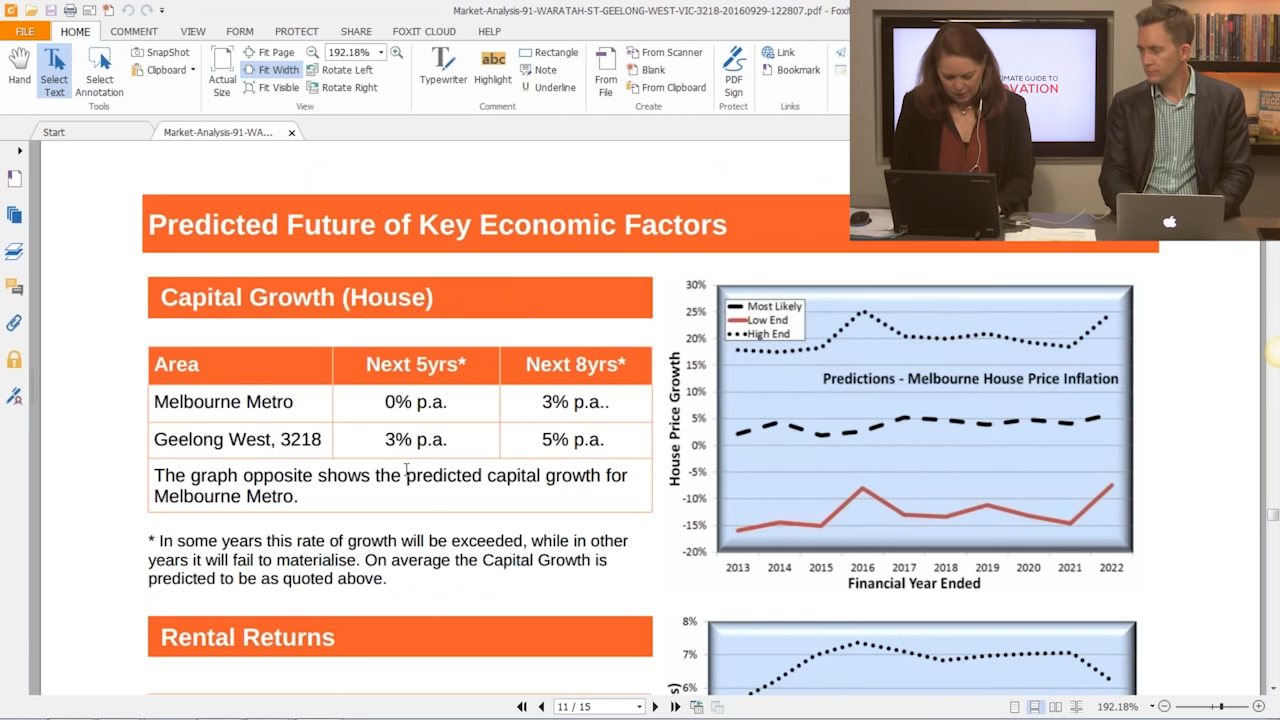 Market-Analysis-91-WARATAH-ST-GEELONG-WEST-VIC-3218-20160929-122807.pdf - Foxit
FILE HOME COMMENT VIEW FORM PROTECT SHARE FOXIT CLOUD HELP
Hand
Select Text
Select Annotation
SnapShot
Clipboard
Tools
Actual Size
Fit Page
Fit Width
Fit Visible
192.18%
Rotate Left
Rotate Right
View
Typewriter
Highlight
Rectangle
Note
Underline
Comment
From File
From Scanner
Blank
From Clipboard
Create
PDF Sign
Protect
Link
Bookmark
Links
IMATE GUIDE TO
OVATION
Start
Market-Analysis-91-WA...
Predicted Future of Key Economic Factors
Capital Growth (House)
Area Next 5yrs* Next 8yrs*
Melbourne Metro 0% p.a. 3% p.a..
Geelong West, 3218 3% p.a. 5% p.a.
The graph opposite shows the predicted capital growth for
Melbourne Metro.
* In some years this rate of growth will be exceeded, while in other
years it will fail to materialise. On average the Capital Growth is
predicted to be as quoted above.
Rental Returns
30%
25%
20%
15%
10%
5%
0%
-5%
-10%
-15%
-20%
House Price Growth
Most Likely
Low End
High End
Predictions - Melbourne House Price Inflation
2013 2014 2015 2016 2017 2018 2019 2020 2021 2022
Financial Year Ended
8%
7%
6%
s)
11 / 15
192.18%